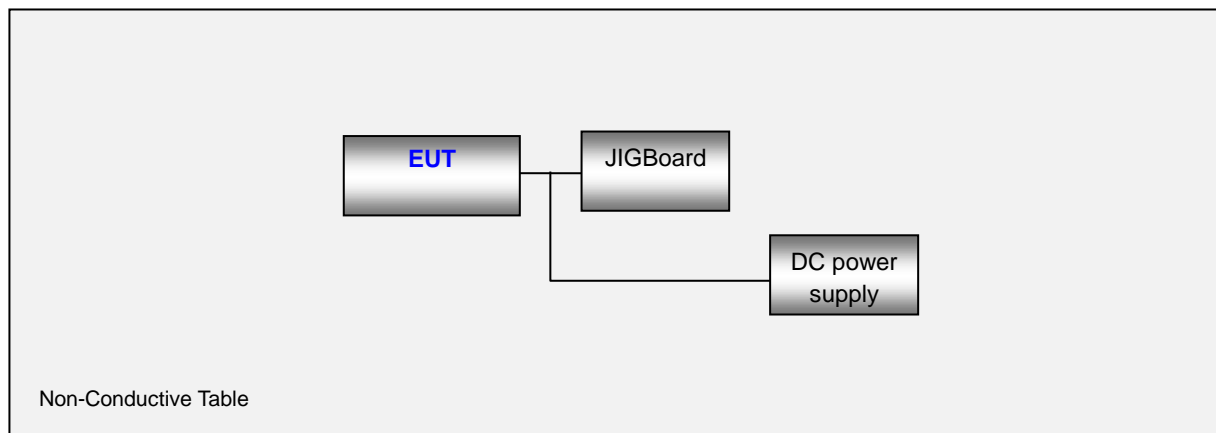 EUT
JIGBoard
DC power
supply
Non-Conductive Table